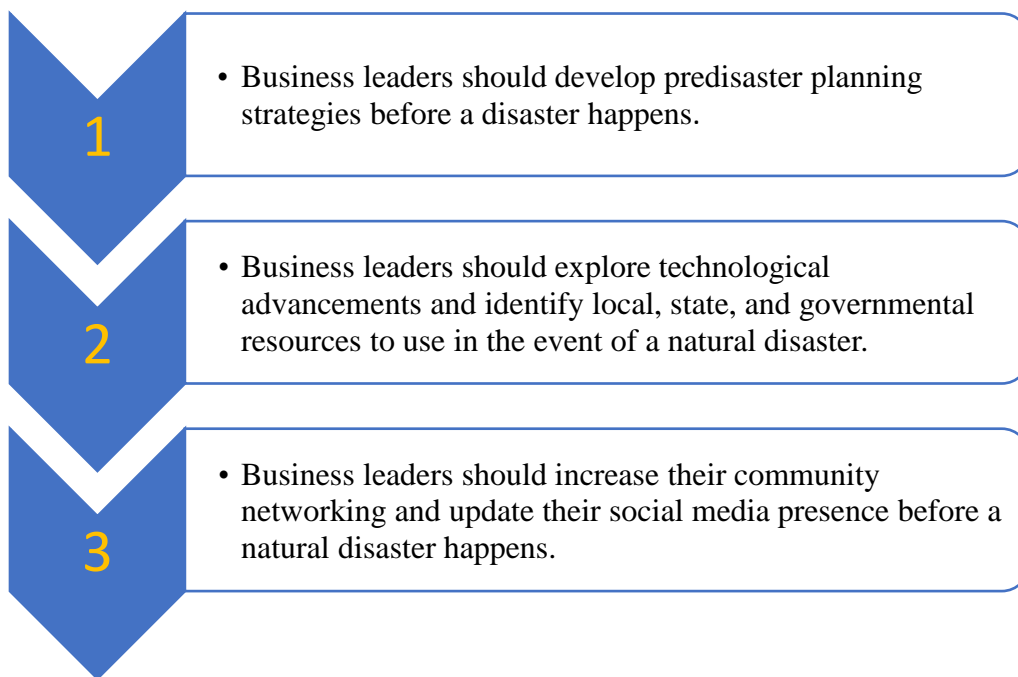 1
• Business leaders should develop predisaster planning
strategies before a disaster happens.
2
• Business leaders should explore technological
advancements and identify local, state, and governmental
resources to use in the event of a natural disaster.
3
• Business leaders should increase their community
networking and update their social media presence before a
natural disaster happens.